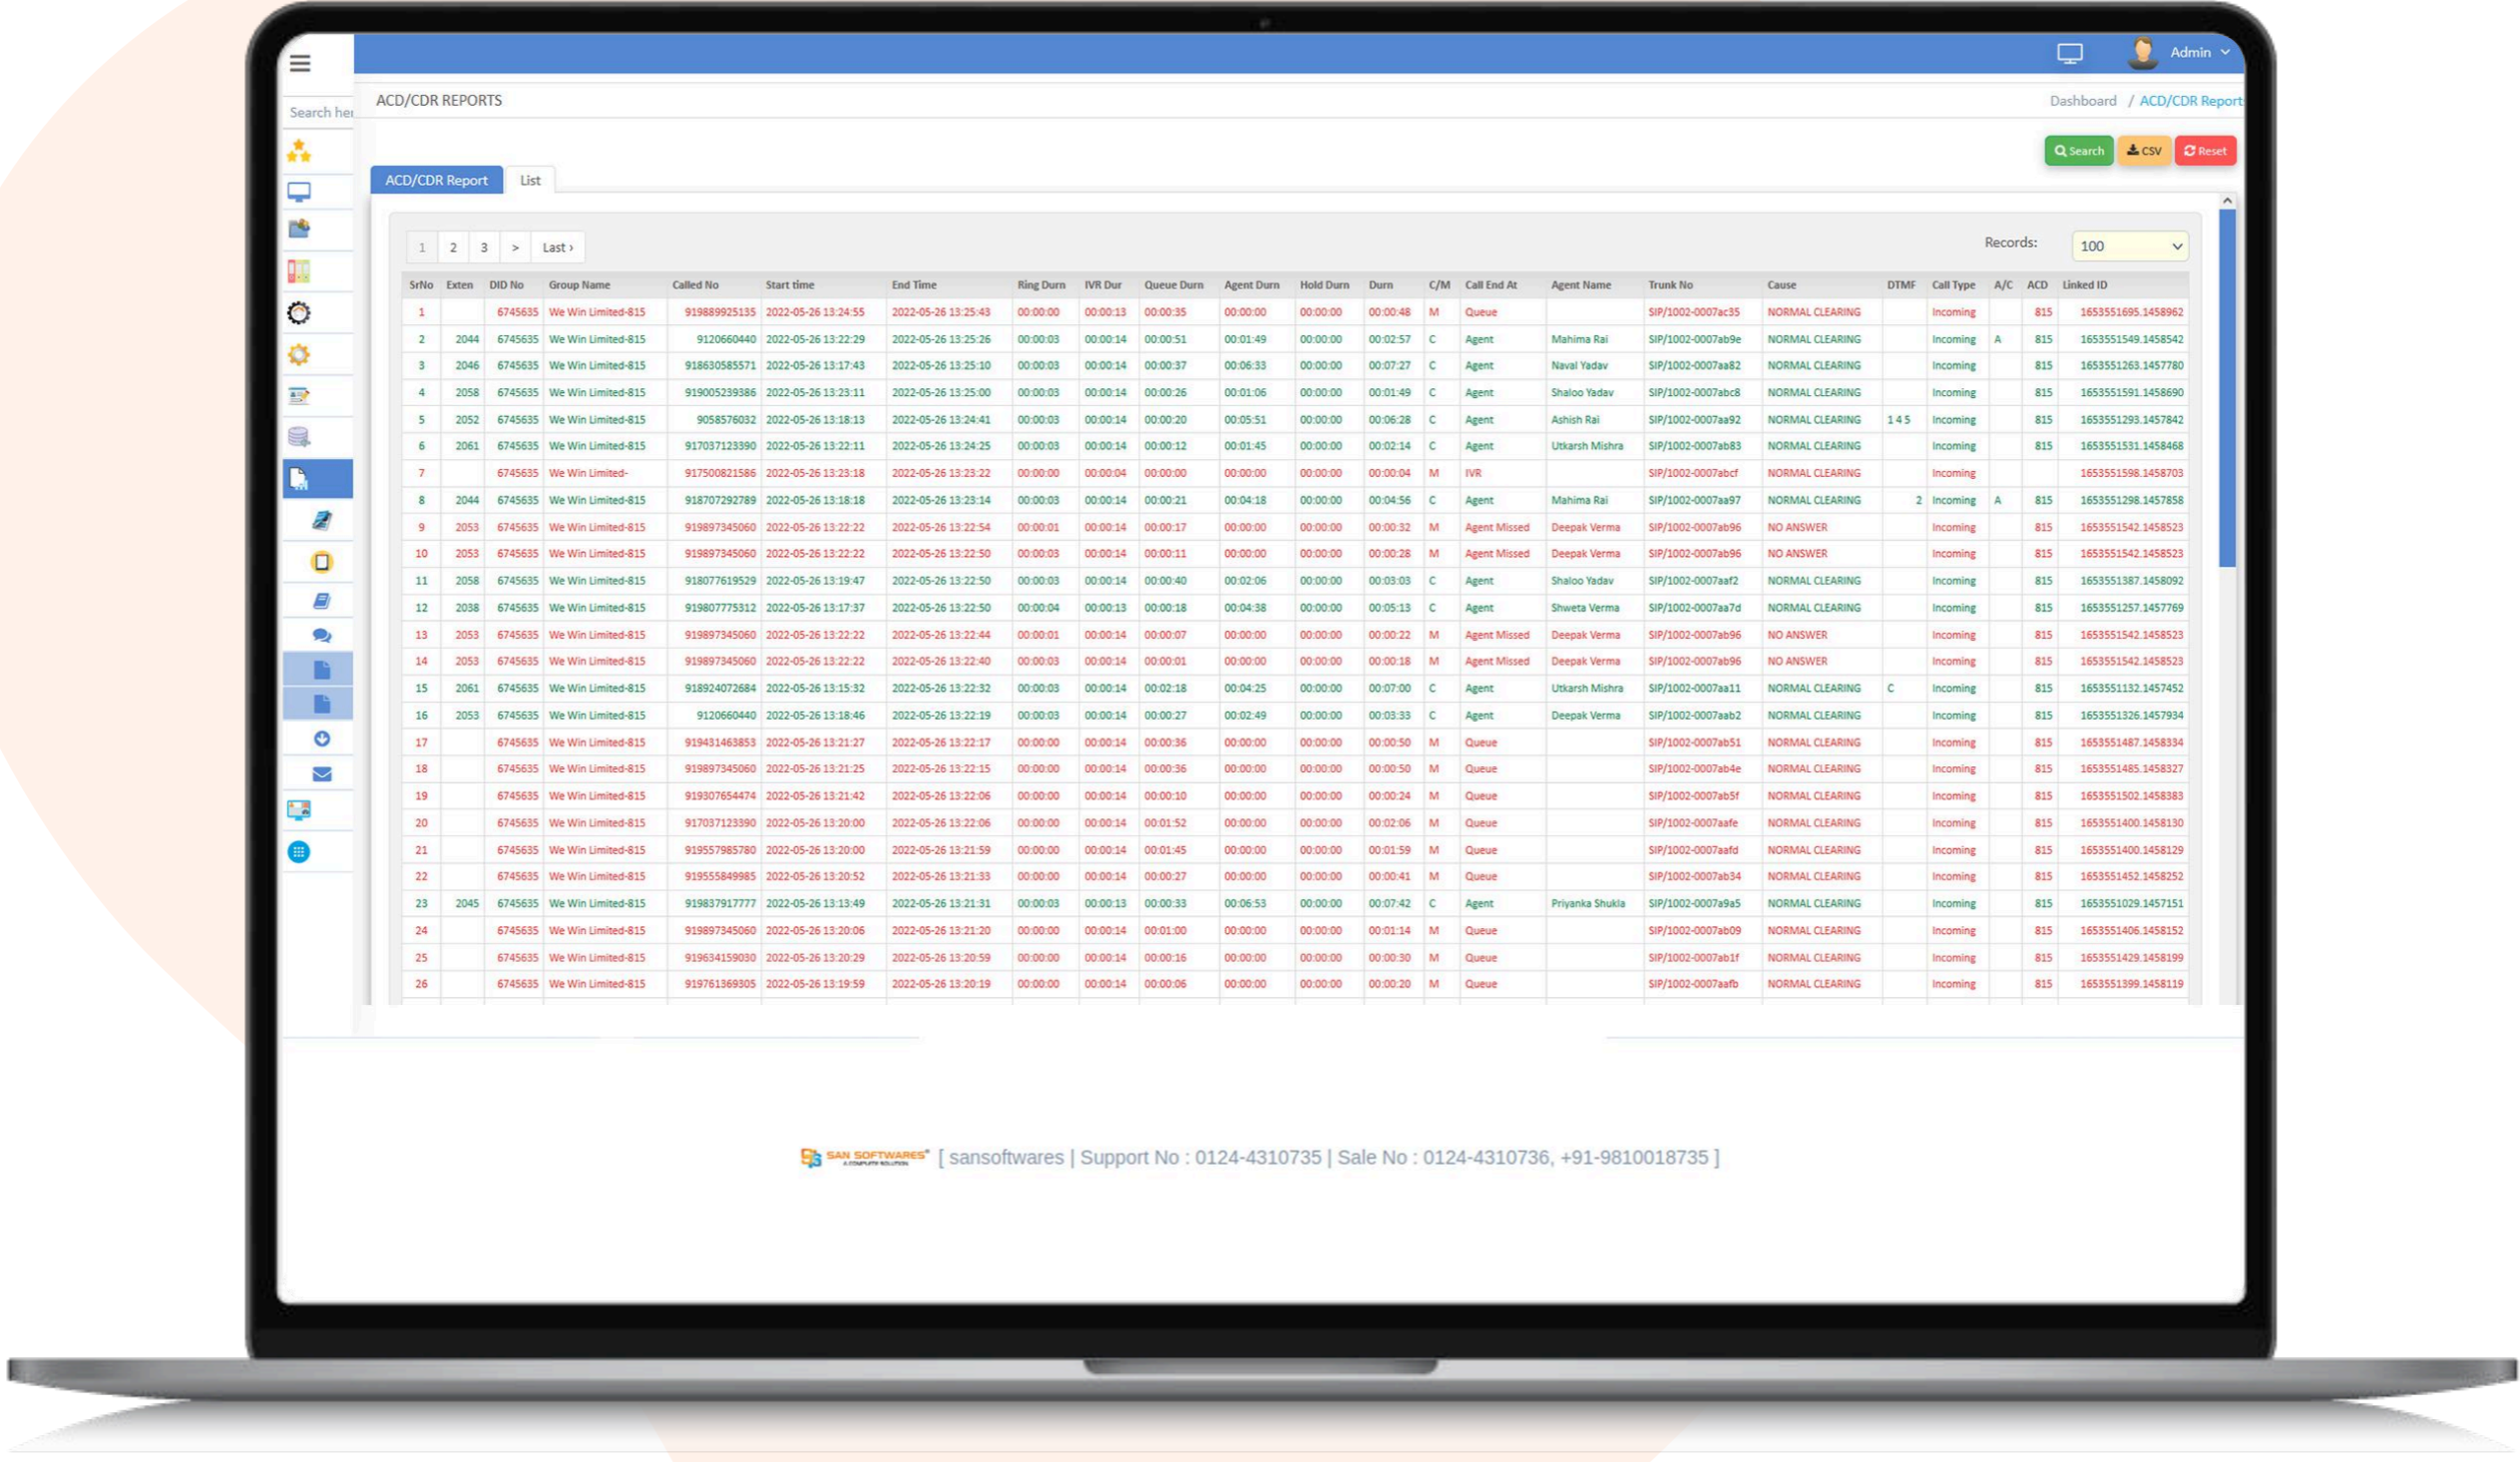 Admin
Search her
ACD/CDR REPORTS
Dashboard / ACD/CDR Report
Search CSV Reset
ACD/CDR Report List
1 2 3 > Last › Records: 100
SrNo Exten DID No Group Name Called No Start time End Time Ring Durn IVR Dur Queue Durn Agent Durn Hold Durn Durn C/M Call End At Agent Name Trunk No Cause DTMF Call Type A/C ACD Linked ID
1 6745635 We Win Limited-815 919889925135 2022-05-26 13:24:55 2022-05-26 13:25:43 00:00:00 00:00:13 00:00:35 00:00:00 00:00:00 00:00:48 M Queue SIP/1002-0007ac35 NORMAL CLEARING Incoming 815 1653551695.1458962
2 2044 6745635 We Win Limited-815 9120660440 2022-05-26 13:22:29 2022-05-26 13:25:26 00:00:03 00:00:14 00:00:51 00:01:49 00:00:00 00:02:57 C Agent Mahima Rai SIP/1002-0007ab9e NORMAL CLEARING Incoming A 815 1653551549.1458542
3 2046 6745635 We Win Limited-815 918630585571 2022-05-26 13:17:43 2022-05-26 13:25:10 00:00:03 00:00:14 00:00:37 00:06:33 00:00:00 00:07:27 C Agent Naval Yadav SIP/1002-0007aa82 NORMAL CLEARING Incoming 815 1653551263.1457780
4 2058 6745635 We Win Limited-815 919005239386 2022-05-26 13:23:11 2022-05-26 13:25:00 00:00:03 00:00:14 00:00:26 00:01:06 00:00:00 00:01:49 C Agent Shaloo Yadav SIP/1002-0007abc8 NORMAL CLEARING Incoming 815 1653551591.1458690
5 2052 6745635 We Win Limited-815 9058576032 2022-05-26 13:18:13 2022-05-26 13:24:41 00:00:03 00:00:14 00:00:20 00:05:51 00:00:00 00:06:28 C Agent Ashish Rai SIP/1002-0007aa92 NORMAL CLEARING 1 4 5 Incoming 815 1653551293.1457842
6 2061 6745635 We Win Limited-815 917037123390 2022-05-26 13:22:11 2022-05-26 13:24:25 00:00:03 00:00:14 00:00:12 00:01:45 00:00:00 00:02:14 C Agent Utkarsh Mishra SIP/1002-0007ab83 NORMAL CLEARING Incoming 815 1653551531.1458468
7 6745635 We Win Limited- 917500821586 2022-05-26 13:23:18 2022-05-26 13:23:22 00:00:00 00:00:04 00:00:00 00:00:00 00:00:00 00:00:04 M IVR SIP/1002-0007abcf NORMAL CLEARING Incoming 1653551598.1458703
8 2044 6745635 We Win Limited-815 918707292789 2022-05-26 13:18:18 2022-05-26 13:23:14 00:00:03 00:00:14 00:00:21 00:04:18 00:00:00 00:04:56 C Agent Mahima Rai SIP/1002-0007aa97 NORMAL CLEARING 2 Incoming A 815 1653551298.1457858
9 2053 6745635 We Win Limited-815 919897345060 2022-05-26 13:22:22 2022-05-26 13:22:54 00:00:01 00:00:14 00:00:17 00:00:00 00:00:00 00:00:32 M Agent Missed Deepak Verma SIP/1002-0007ab96 NO ANSWER Incoming 815 1653551542.1458523
10 2053 6745635 We Win Limited-815 919897345060 2022-05-26 13:22:22 2022-05-26 13:22:50 00:00:03 00:00:14 00:00:11 00:00:00 00:00:00 00:00:28 M Agent Missed Deepak Verma SIP/1002-0007ab96 NO ANSWER Incoming 815 1653551542.1458523
11 2058 6745635 We Win Limited-815 918077619529 2022-05-26 13:19:47 2022-05-26 13:22:50 00:00:03 00:00:14 00:00:40 00:02:06 00:00:00 00:03:03 C Agent Shaloo Yadav SIP/1002-0007aaf2 NORMAL CLEARING Incoming 815 1653551387.1458092
12 2038 6745635 We Win Limited-815 919807775312 2022-05-26 13:17:37 2022-05-26 13:22:50 00:00:04 00:00:13 00:00:18 00:04:38 00:00:00 00:05:13 C Agent Shweta Verma SIP/1002-0007aa7d NORMAL CLEARING Incoming 815 1653551257.1457769
13 2053 6745635 We Win Limited-815 919897345060 2022-05-26 13:22:22 2022-05-26 13:22:44 00:00:01 00:00:14 00:00:07 00:00:00 00:00:00 00:00:22 M Agent Missed Deepak Verma SIP/1002-0007ab96 NO ANSWER Incoming 815 1653551542.1458523
14 2053 6745635 We Win Limited-815 919897345060 2022-05-26 13:22:22 2022-05-26 13:22:40 00:00:03 00:00:14 00:00:01 00:00:00 00:00:00 00:00:18 M Agent Missed Deepak Verma SIP/1002-0007ab96 NO ANSWER Incoming 815 1653551542.1458523
15 2061 6745635 We Win Limited-815 918924072684 2022-05-26 13:15:32 2022-05-26 13:22:32 00:00:03 00:00:14 00:02:18 00:04:25 00:00:00 00:07:00 C Agent Utkarsh Mishra SIP/1002-0007aa11 NORMAL CLEARING C Incoming 815 1653551132.1457452
16 2053 6745635 We Win Limited-815 9120660440 2022-05-26 13:18:46 2022-05-26 13:22:19 00:00:03 00:00:14 00:00:27 00:02:49 00:00:00 00:03:33 C Agent Deepak Verma SIP/1002-0007aab2 NORMAL CLEARING Incoming 815 1653551326.1457934
17 6745635 We Win Limited-815 919431463853 2022-05-26 13:21:27 2022-05-26 13:22:17 00:00:00 00:00:14 00:00:36 00:00:00 00:00:00 00:00:50 M Queue SIP/1002-0007ab51 NORMAL CLEARING Incoming 815 1653551487.1458334
18 6745635 We Win Limited-815 919897345060 2022-05-26 13:21:25 2022-05-26 13:22:15 00:00:00 00:00:14 00:00:36 00:00:00 00:00:00 00:00:50 M Queue SIP/1002-0007ab4e NORMAL CLEARING Incoming 815 1653551485.1458327
19 6745635 We Win Limited-815 919307654474 2022-05-26 13:21:42 2022-05-26 13:22:06 00:00:00 00:00:14 00:00:10 00:00:00 00:00:00 00:00:24 M Queue SIP/1002-0007ab5f NORMAL CLEARING Incoming 815 1653551502.1458383
20 6745635 We Win Limited-815 917037123390 2022-05-26 13:20:00 2022-05-26 13:22:06 00:00:00 00:00:14 00:01:52 00:00:00 00:00:00 00:02:06 M Queue SIP/1002-0007aafe NORMAL CLEARING Incoming 815 1653551400.1458130
21 6745635 We Win Limited-815 919557985780 2022-05-26 13:20:00 2022-05-26 13:21:59 00:00:00 00:00:14 00:01:45 00:00:00 00:00:00 00:01:59 M Queue SIP/1002-0007aafd NORMAL CLEARING Incoming 815 1653551400.1458129
22 6745635 We Win Limited-815 919555849985 2022-05-26 13:20:52 2022-05-26 13:21:33 00:00:00 00:00:14 00:00:27 00:00:00 00:00:00 00:00:41 M Queue SIP/1002-0007ab34 NORMAL CLEARING Incoming 815 1653551452.1458252
23 2045 6745635 We Win Limited-815 919837917777 2022-05-26 13:13:49 2022-05-26 13:21:31 00:00:03 00:00:13 00:00:33 00:06:53 00:00:00 00:07:42 C Agent Priyanka Shukla SIP/1002-0007a9a5 NORMAL CLEARING Incoming 815 1653551029.1457151
24 6745635 We Win Limited-815 919897345060 2022-05-26 13:20:06 2022-05-26 13:21:20 00:00:00 00:00:14 00:01:00 00:00:00 00:00:00 00:01:14 M Queue SIP/1002-0007ab09 NORMAL CLEARING Incoming 815 1653551406.1458152
25 6745635 We Win Limited-815 919634159030 2022-05-26 13:20:29 2022-05-26 13:20:59 00:00:00 00:00:14 00:00:16 00:00:00 00:00:00 00:00:30 M Queue SIP/1002-0007ab1f NORMAL CLEARING Incoming 815 1653551429.1458199
26 6745635 We Win Limited-815 919761369305 2022-05-26 13:19:59 2022-05-26 13:20:19 00:00:00 00:00:14 00:00:06 00:00:00 00:00:00 00:00:20 M Queue SIP/1002-0007aafb NORMAL CLEARING Incoming 815 1653551399.1458119
SAN SOFTWARES® [ sansoftwares | Support No : 0124-4310735 | Sale No : 0124-4310736, +91-9810018735 ]
A COMPLETE SOLUTION